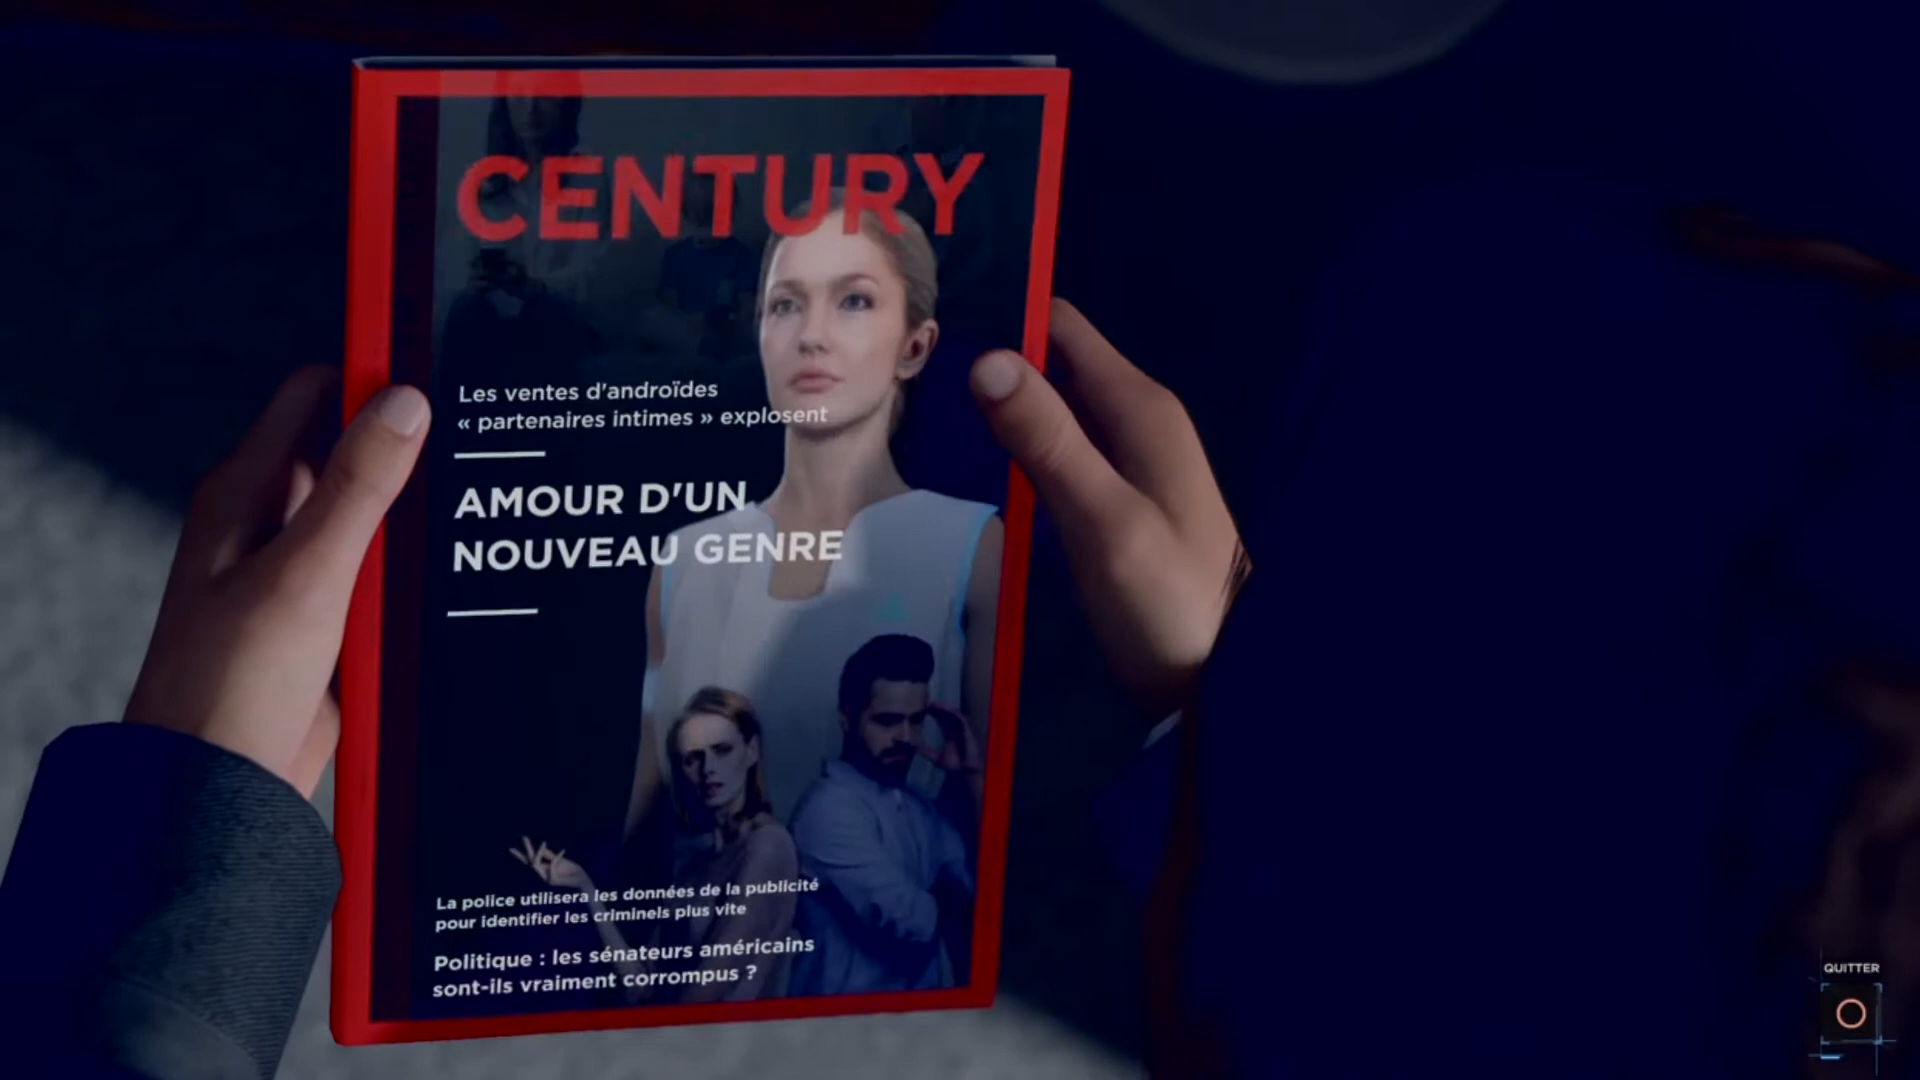 CENTURY
Les ventes d'androïdes
« partenaires intimes » explosent
AMOUR D'UN
NOUVEAU GENRE
La police utilisera les données de la publicité
pour identifier les criminels plus vite
Politique : les sénateurs américains
sont-ils vraiment corrompus ?
QUITTER